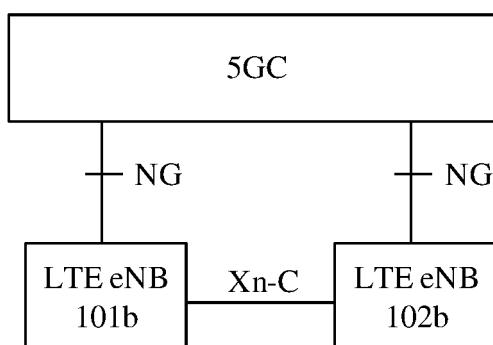 5GC
NG
NG
LTE eNB
101b
Xn-C
LTE eNB
102b